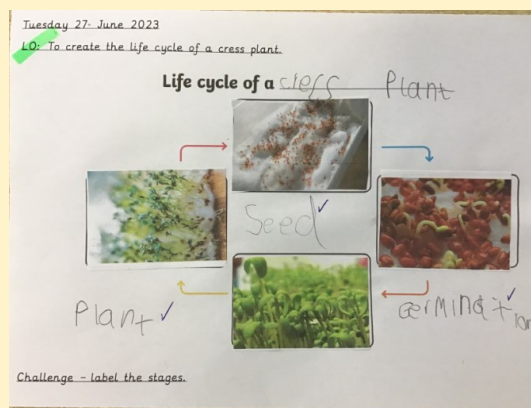 Tuesday 27- June 2023
LO: To create the life cycle of a cress plant.
Life cycle of a cress Plant
Seed
Plant
Germination
Challenge - label the stages.